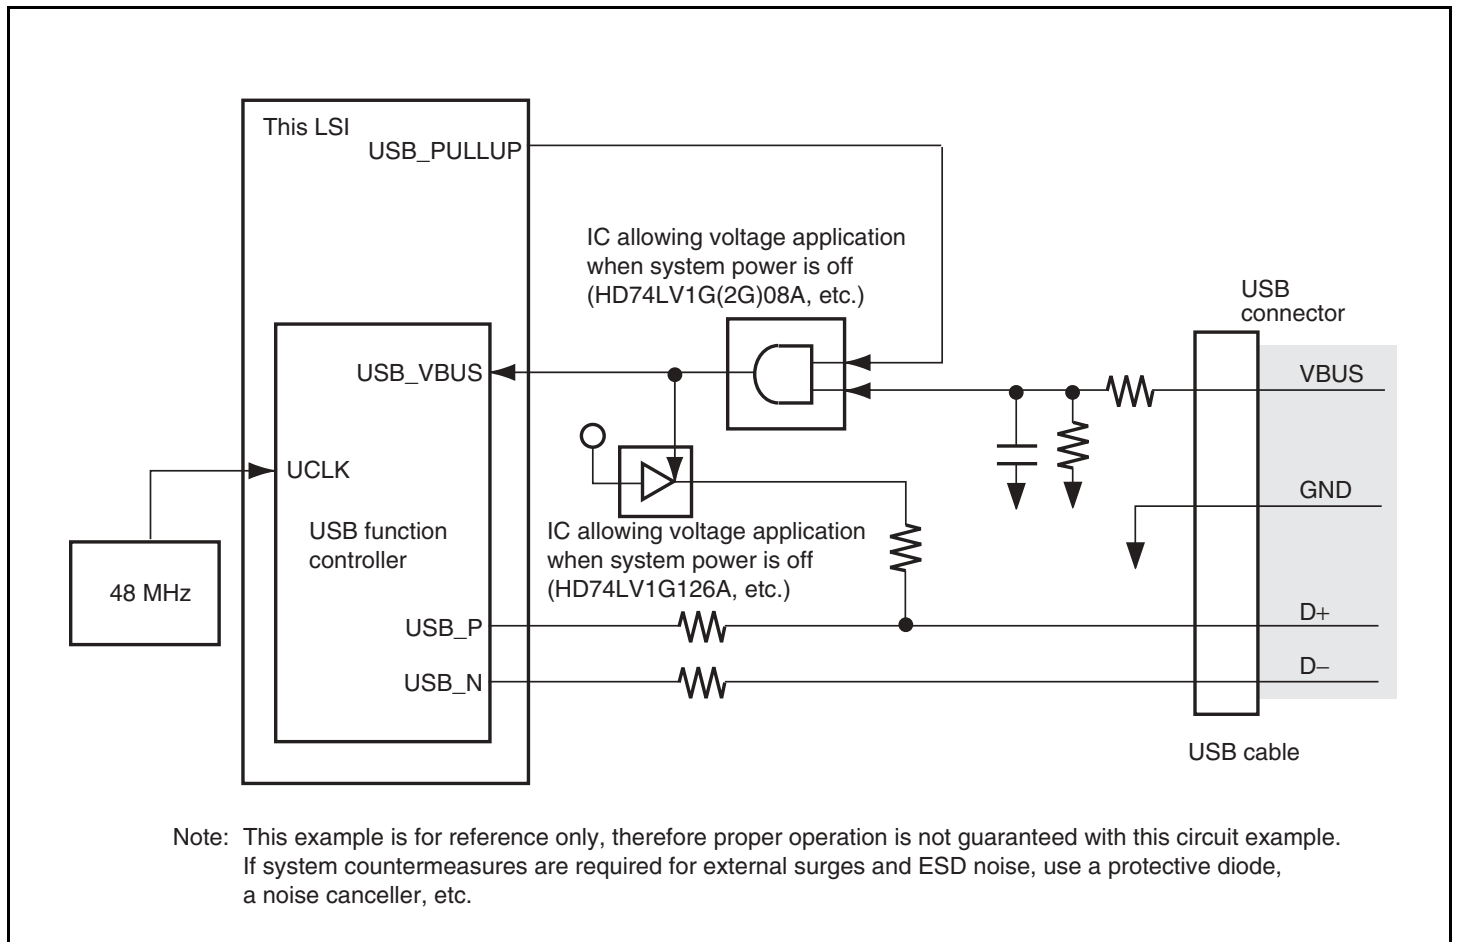 This LSI
USB_PULLUP
IC allowing voltage application
when system power is off
(HD74LV1G(2G)08A, etc.)
USB
connector
USB_VBUS
VBUS
UCLK
GND
USB function
controller
IC allowing voltage application
when system power is off
(HD74LV1G126A, etc.)
48 MHz
USB_P
D+
USB_N
D−
USB cable
Note: This example is for reference only, therefore proper operation is not guaranteed with this circuit example.
If system countermeasures are required for external surges and ESD noise, use a protective diode,
a noise canceller, etc.